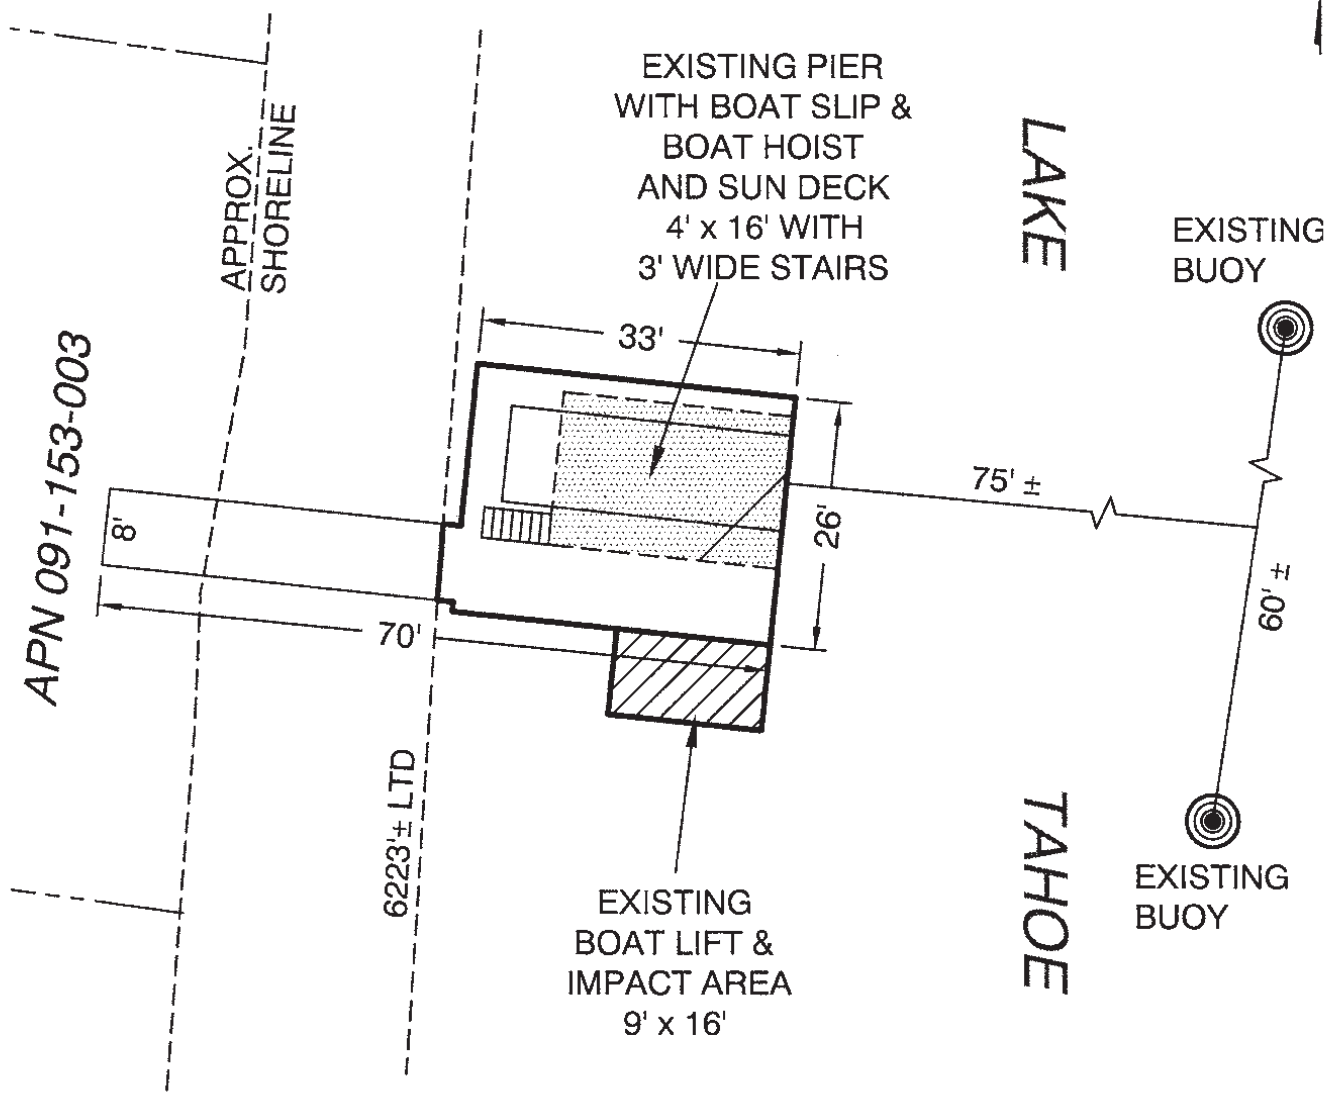 EXISTING PIER
WITH BOAT SLIP &
BOAT HOIST
AND SUN DECK
4' x 16' WITH
3' WIDE STAIRS
LAKE
EXISTING
BUOY
APPROX.
SHORELINE
33'
APN 091-153-003
8'
75' ±
26'
60' ±
70'
6223'± LTD
TAHOE
EXISTING
BUOY
EXISTING
BOAT LIFT &
IMPACT AREA
9' x 16'